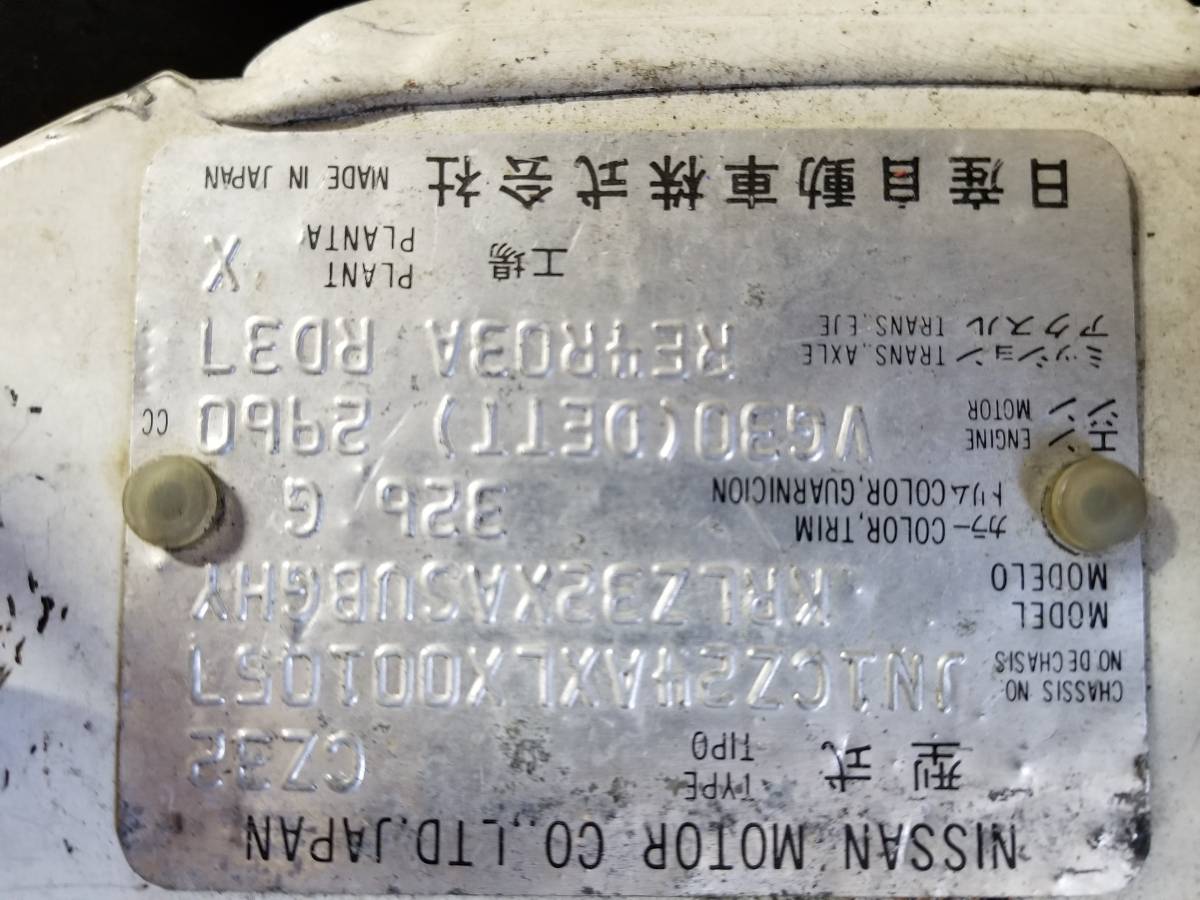 NISSAN MOTOR CO.,LTD.JAPAN
型式 TYPE TIPO CZ32
CHASSIS NO. NO.DE CHASIS JN1CZ24AXLX001057
MODEL MODELO KRLZ32XASUBGHY
カラー COLOR,TRIM トリム COLOR,GUARNICION 326 G
エンジン ENGINE MOTOR VG30(DETT) 2960 CC
ミッション TRANS.,AXLE アクスル TRANS.,EJE RE4R03A RD37
工場 PLANT PLANTA X
日産自動車株式会社 MADE IN JAPAN